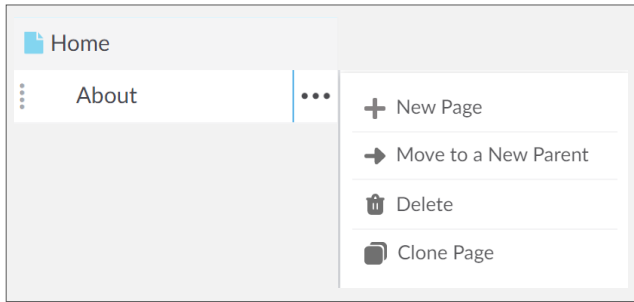 Home
About
New Page
Move to a New Parent
Delete
Clone Page